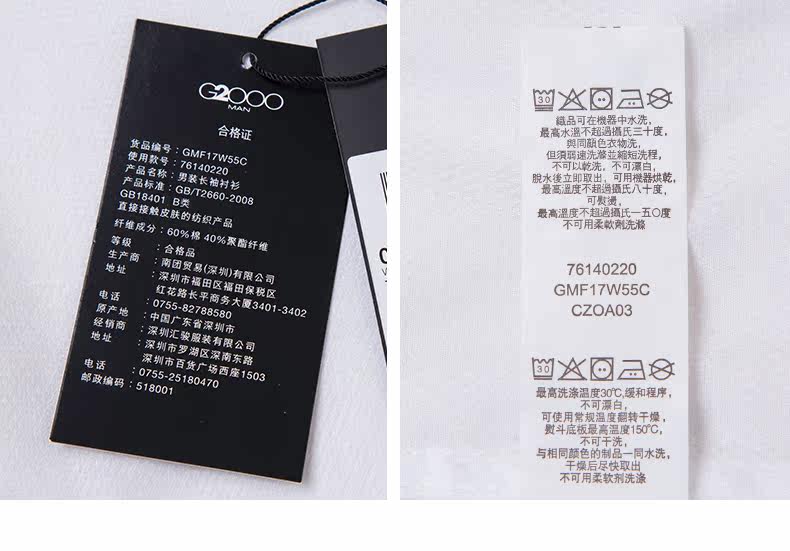 G2000
MAN
合格证
货品编号：GMF17W55C
使用款号：76140220
产品名称：男装长袖衬衫
产品标准：GB/T2660-2008
GB18401 B类
直接接触皮肤的纺织产品
纤维成分：60%棉 40%聚酯纤维
等级：合格品
生产商：南团贸易(深圳)有限公司
地址：深圳市福田区福田保税区
红花路长平商务大厦3401-3402
电话：0755-82788580
原产地：中国广东省深圳市
经销商：深圳汇骏服装有限公司
地址：深圳市罗湖区深南东路
深圳市百货广场西座1503
电话：0755-25180470
邮政编码：518001
30
織品可在機器中水洗，
最高水溫不超過攝氏三十度，
與同顏色衣物洗，
但須弱速洗滌並縮短洗程，
不可以乾洗，不可漂白，
脫水後立即取出，可用機器烘乾，
最高溫度不超過攝氏八十度，
可熨燙，
最高溫度不超過攝氏一五〇度
不可用柔軟劑洗滌
76140220
GMF17W55C
CZOA03
30
最高洗涤温度30℃,缓和程序，
不可漂白，
可使用常规温度翻转干燥，
熨斗底板最高温度150℃，
不可干洗，
与相同颜色的制品一同水洗，
干燥后尽快取出
不可用柔软剂洗涤